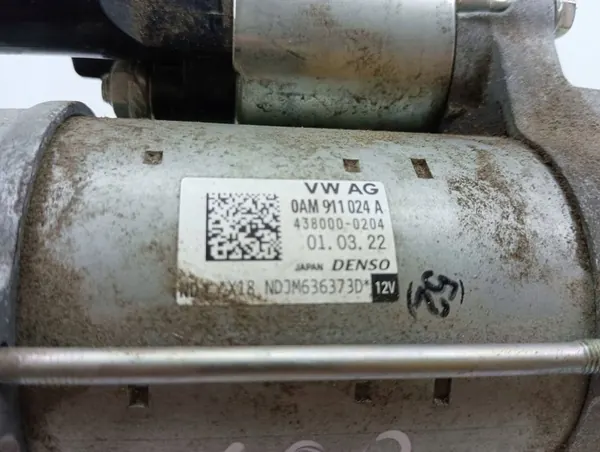 VW AG
0AM 911 024 A
438000-0204
01.03.22
JAPAN DENSO
NDJM636373D* 12V